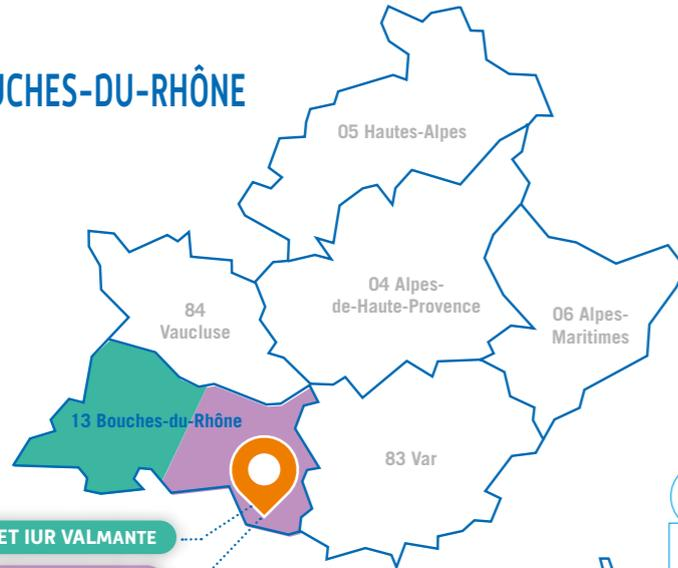 UCHES-DU-RHÔNE
05 Hautes-Alpes
04 Alpes-
de-Haute-Provence
84
Vaucluse
06 Alpes-
Maritimes
13 Bouches-du-Rhône
83 Var
ET IUR VALMANTE